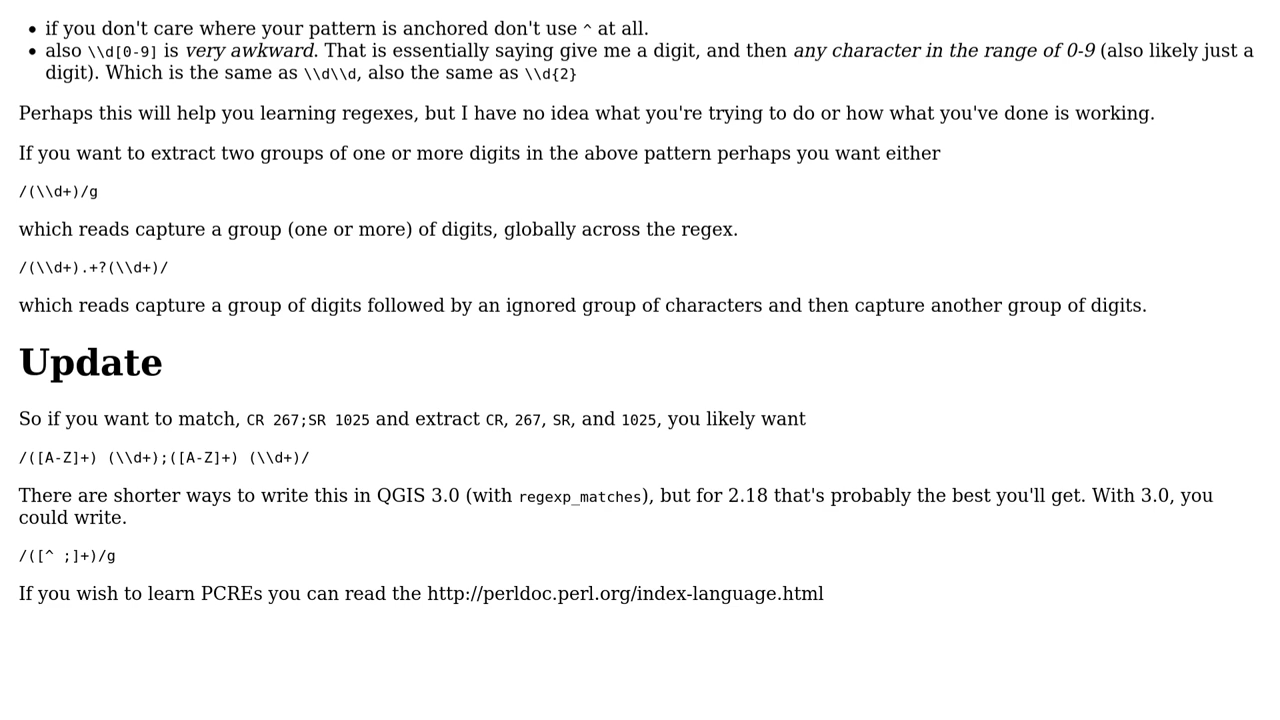 • if you don't care where your pattern is anchored don't use ^ at all.
• also \\d[0-9] is very awkward. That is essentially saying give me a digit, and then any character in the range of 0-9 (also likely just a
digit). Which is the same as \\d\\d, also the same as \\d{2}
Perhaps this will help you learning regexes, but I have no idea what you're trying to do or how what you've done is working.
If you want to extract two groups of one or more digits in the above pattern perhaps you want either
/(\\d+)/g
which reads capture a group (one or more) of digits, globally across the regex.
/(\\d+).+?(\\d+)/
which reads capture a group of digits followed by an ignored group of characters and then capture another group of digits.
Update
So if you want to match, CR 267;SR 1025 and extract CR, 267, SR, and 1025, you likely want
/([A-Z]+) (\\d+);([A-Z]+) (\\d+)/
There are shorter ways to write this in QGIS 3.0 (with regexp_matches), but for 2.18 that's probably the best you'll get. With 3.0, you
could write.
/([^ ;]+)/g
If you wish to learn PCREs you can read the http://perldoc.perl.org/index-language.html